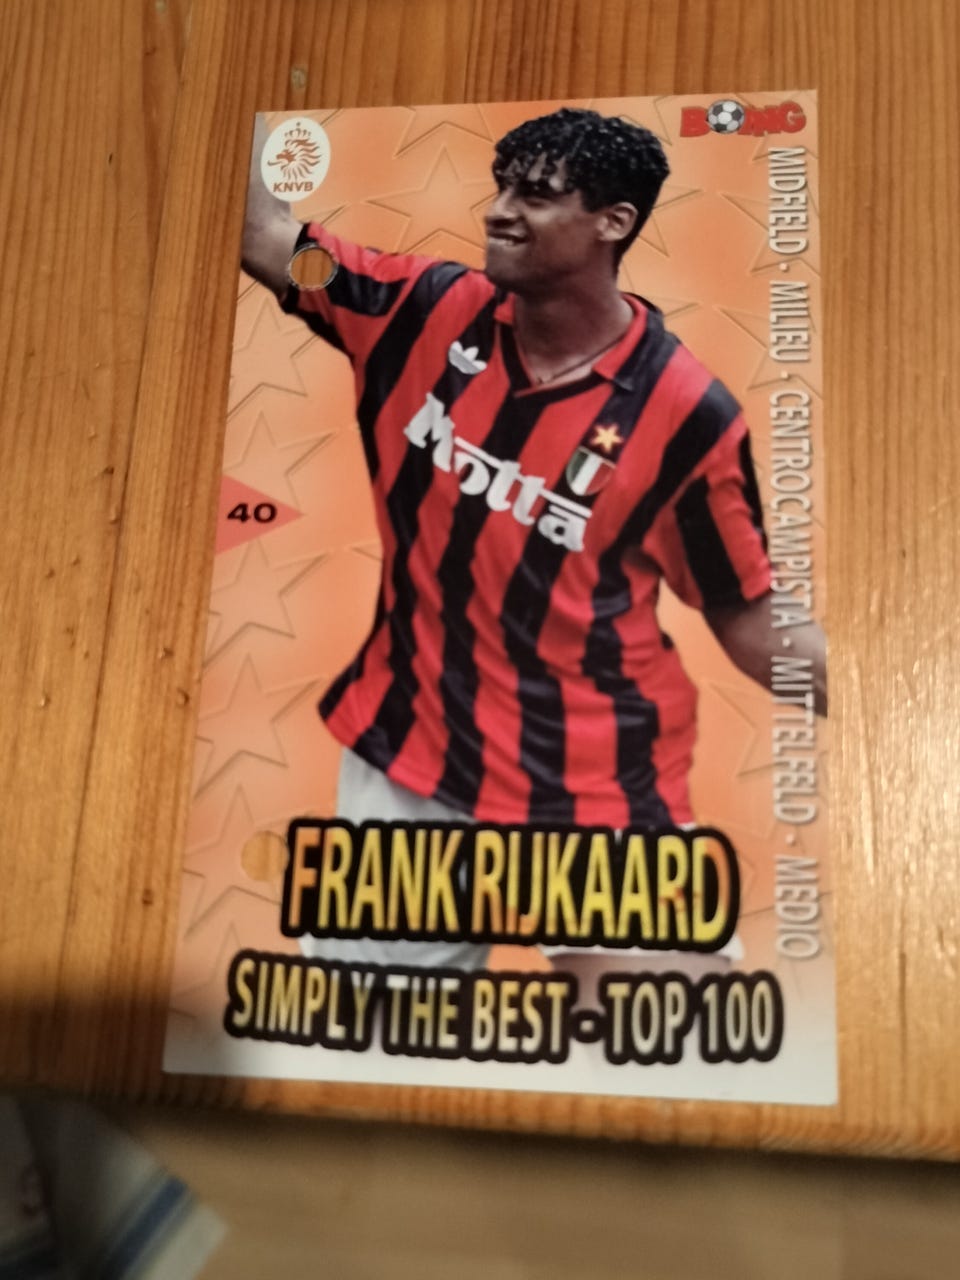 KNVB
BOING
MIDFIELD · MILIEU · CENTROCAMPISTA · MITTELFELD · MEDIO
Motta
40
FRANK RIJKAARD
SIMPLY THE BEST - TOP 100